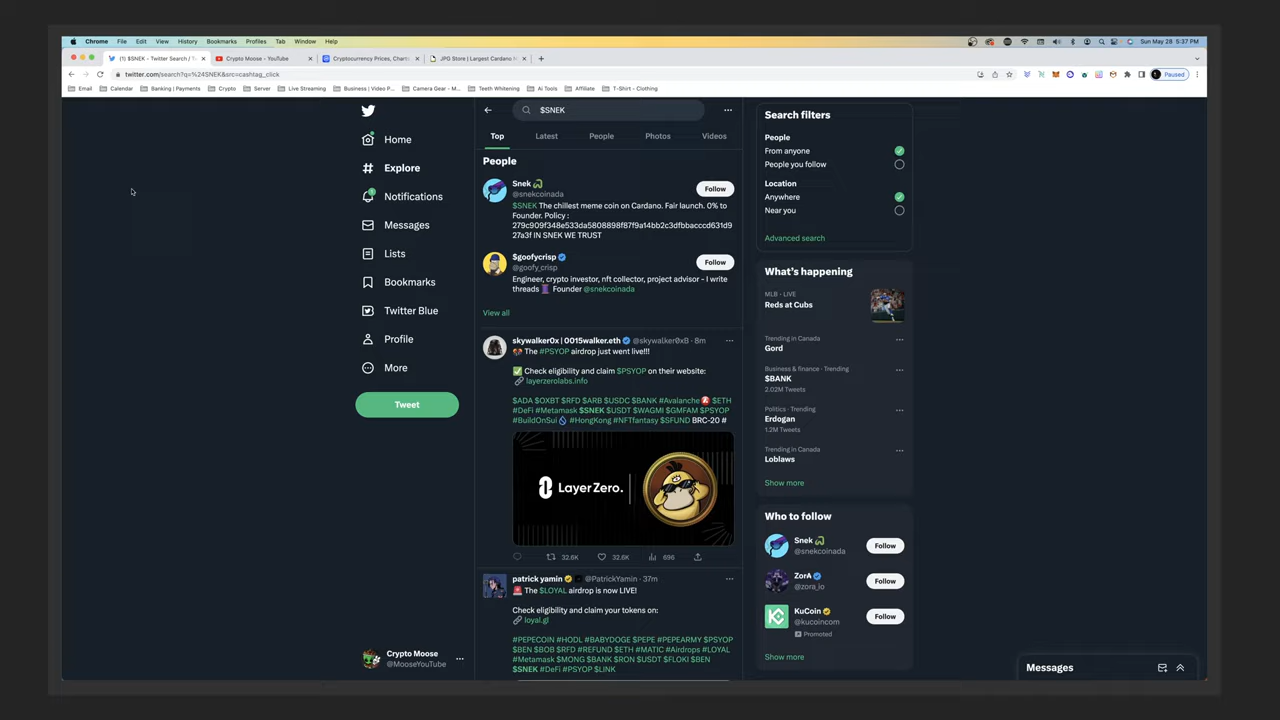 Chrome File Edit View History Bookmarks Profiles Tab Window Help
Sun May 28 5:37 PM
(1) $SNEK - Twitter Search / T
Crypto Moose - YouTube
Cryptocurrency Prices, Charts
JPG Store | Largest Cardano N
twitter.com/search?q=%24SNEK&src=cashtag_click
Paused
Email Calendar Banking | Payments Crypto Server Live Streaming Business | Video P... Camera Gear - M... Teeth Whitening Ai Tools Affiliate T-Shirt - Clothing
Home
Explore
1
Notifications
Messages
Lists
Bookmarks
Twitter Blue
Profile
More
Tweet
Crypto Moose
@MooseYouTube
$SNEK
Top Latest People Photos Videos
People
Snek
@snekcoinada
Follow
$SNEK The chillest meme coin on Cardano. Fair launch. 0% to
Founder. Policy :
279c909f348e533da5808898f87f9a14bb2c3dfbbacccd631d9
27a3f IN SNEK WE TRUST
$goofycrisp
@goofy_crisp
Follow
Engineer, crypto investor, nft collector, project advisor - I write
threads Founder @snekcoinada
View all
skywalker0x | 0015walker.eth @skywalker0xB · 8m
The #PSYOP airdrop just went live!!!
Check eligibility and claim $PSYOP on their website:
layerzerolabs.info
$ADA $OXBT $RFD $ARB $USDC $BANK #Avalanche $ETH
#DeFi #Metamask $SNEK $USDT $WAGMI $GMFAM $PSYOP
#BuildOnSui #HongKong #NFTfantasy $SFUND BRC-20 #
LayerZero.
32.6K 32.6K 696
patrick yamin @PatrickYamin · 37m
The $LOYAL airdrop is now LIVE!
Check eligibility and claim your tokens on:
loyal.gl
#PEPECOIN #HODL #BABYDOGE $PEPE #PEPEARMY $PSYOP
$BEN $BOB $RFD #REFUND $ETH #MATIC #Airdrops #LOYAL
#Metamask $MONG $BANK $RON $USDT $FLOKI $BEN
$SNEK #DeFi #PSYOP $LINK
Search filters
People
From anyone
People you follow
Location
Anywhere
Near you
Advanced search
What's happening
MLB · LIVE
Reds at Cubs
Trending in Canada
Gord
Business & finance · Trending
$BANK
2.02M Tweets
Politics · Trending
Erdogan
1.2M Tweets
Trending in Canada
Loblaws
Show more
Who to follow
Snek
@snekcoinada
Follow
ZorA
@zora_io
Follow
KuCoin
@kucoincom
Follow
Promoted
Show more
Messages